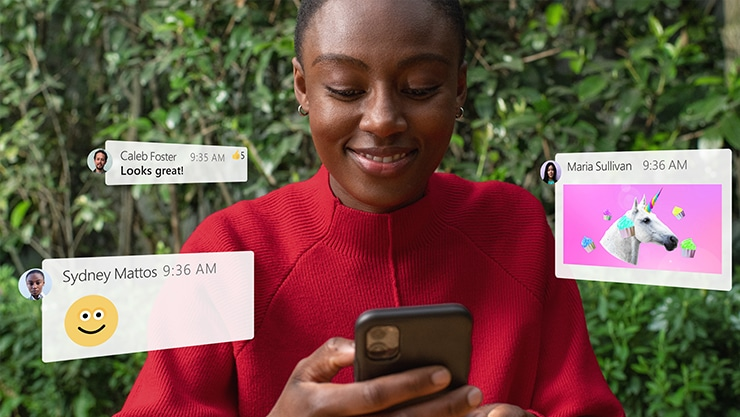 Caleb Foster 9:35 AM 5
Looks great!
Maria Sullivan 9:36 AM
Sydney Mattos 9:36 AM